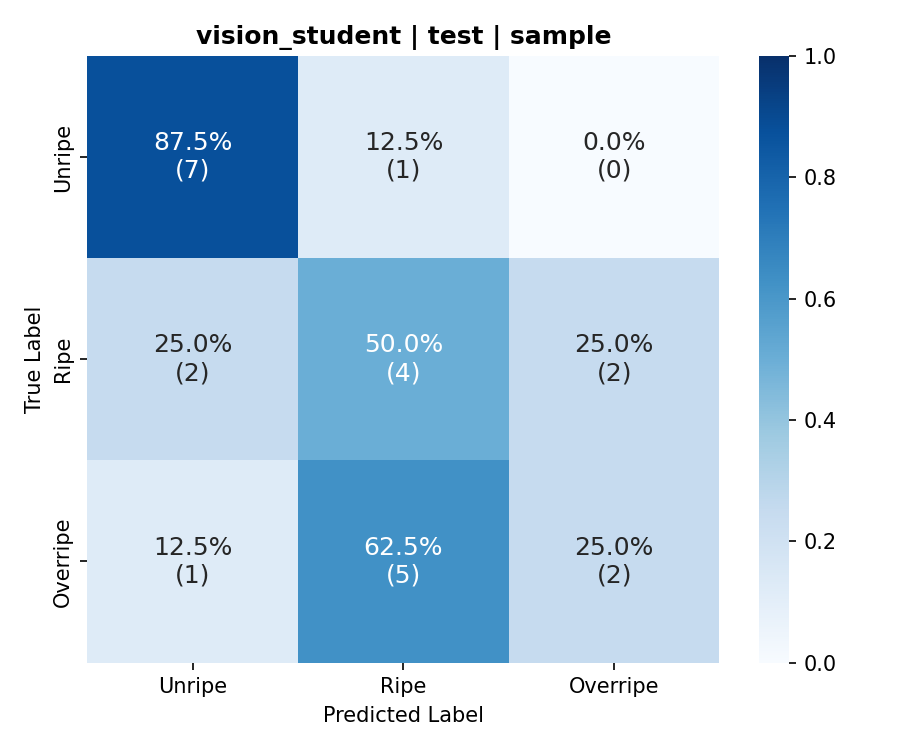 vision_student | test | sample
Unripe
87.5%
(7)
12.5%
(1)
0.0%
(0)
True Label
Ripe
25.0%
(2)
50.0%
(4)
25.0%
(2)
Overripe
12.5%
(1)
62.5%
(5)
25.0%
(2)
Unripe
Ripe
Overripe
Predicted Label
1.0
0.8
0.6
0.4
0.2
0.0